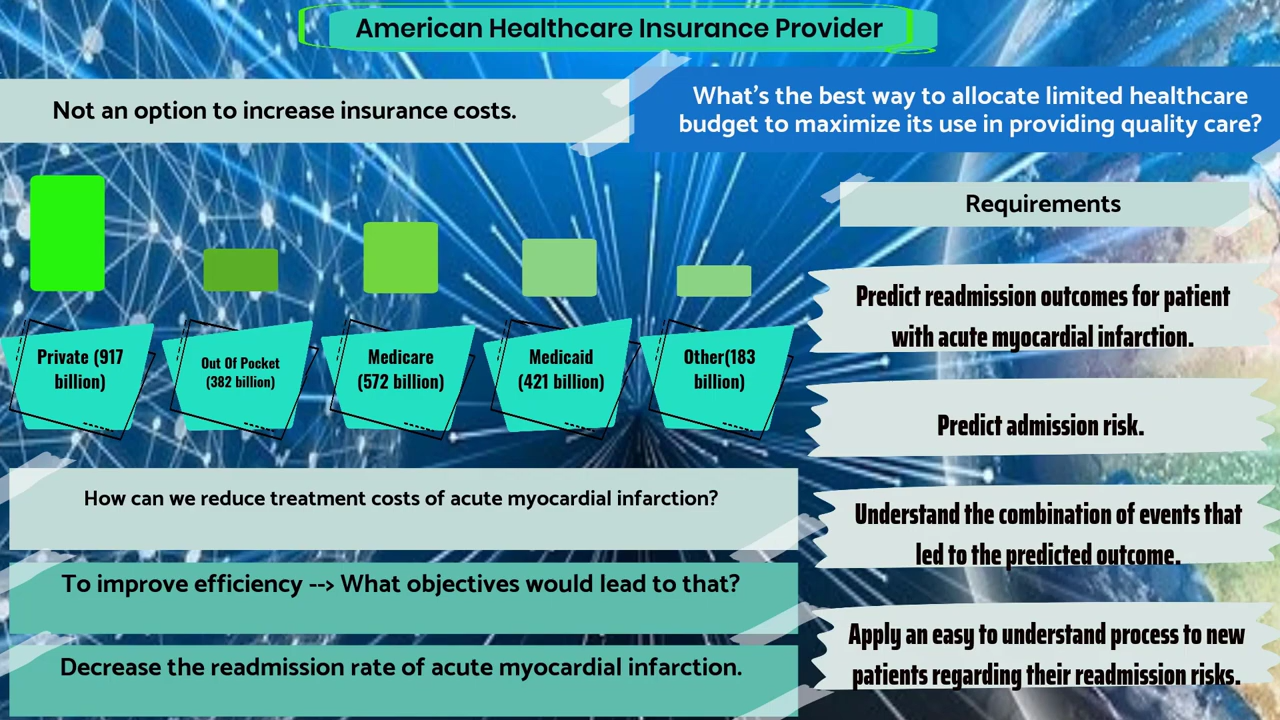 American Healthcare Insurance Provider
Not an option to increase insurance costs.
What's the best way to allocate limited healthcare
budget to maximize its use in providing quality care?
Private (917
billion)
Out Of Pocket
(382 billion)
Medicare
(572 billion)
Medicaid
(421 billion)
Other(183
billion)
How can we reduce treatment costs of acute myocardial infarction?
To improve efficiency --> What objectives would lead to that?
Decrease the readmission rate of acute myocardial infarction.
Requirements
Predict readmission outcomes for patient
with acute myocardial infarction.
Predict admission risk.
Understand the combination of events that
led to the predicted outcome.
Apply an easy to understand process to new
patients regarding their readmission risks.